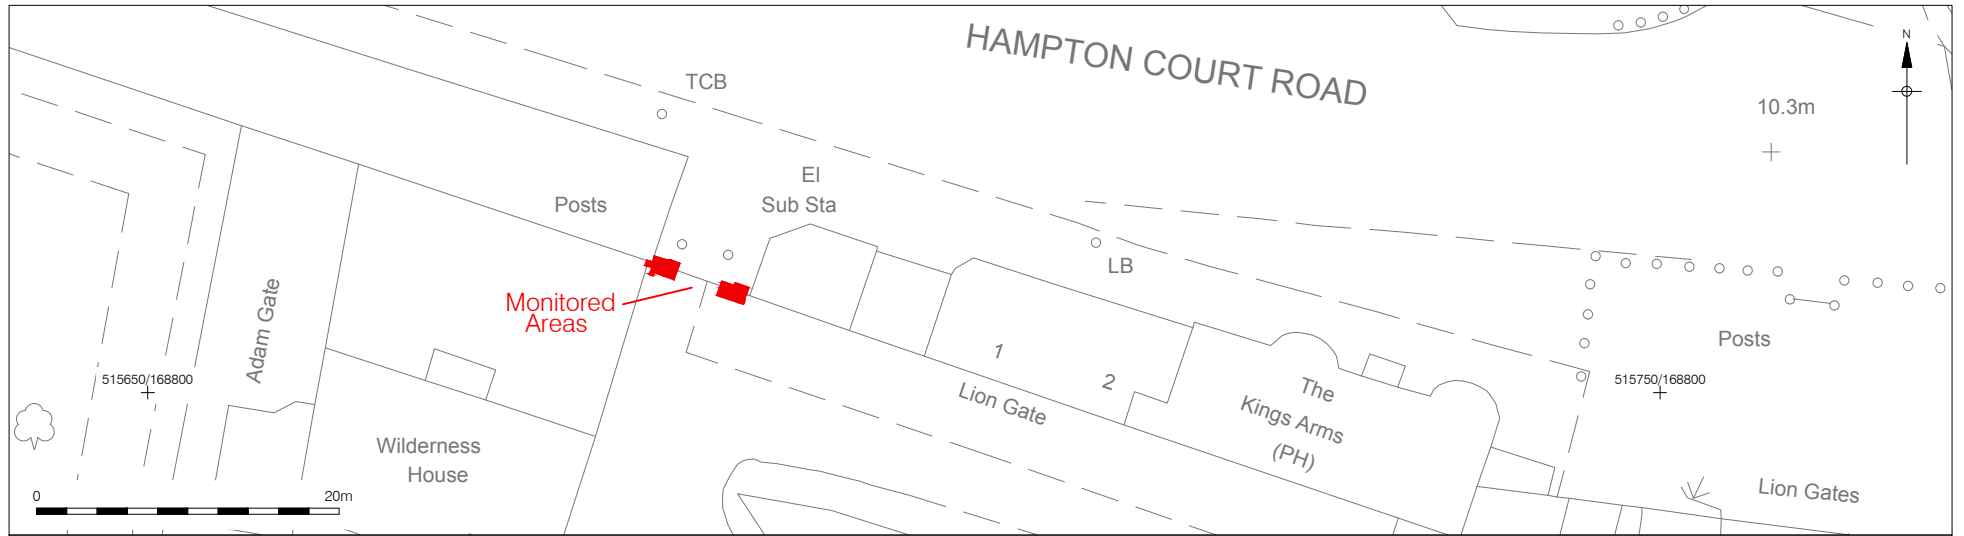 HAMPTON COURT ROAD
N
TCB
10.3m
El
Sub Sta
Posts
LB
Monitored
Areas
Adam Gate
515650/168800
1
2
Lion Gate
The
Kings Arms
(PH)
Posts
515750/168800
Wilderness
House
Lion Gates
0
20m